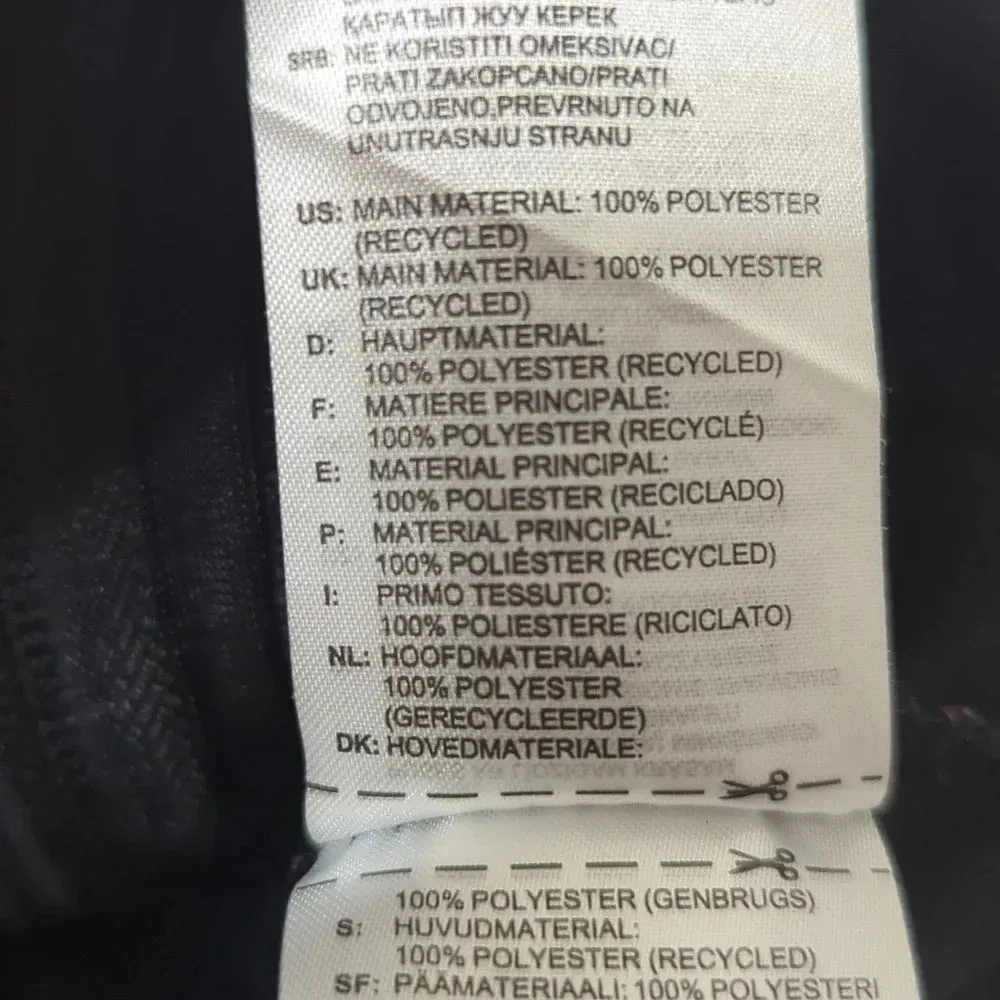 ҚАРАТЫП ЖУУ КЕРЕК
SRB: NE KORISTITI OMEKSIVAC/
PRATI ZAKOPCANO/PRATI
ODVOJENO,PREVRNUTO NA
UNUTRASNJU STRANU
US: MAIN MATERIAL: 100% POLYESTER
(RECYCLED)
UK: MAIN MATERIAL: 100% POLYESTER
(RECYCLED)
D: HAUPTMATERIAL:
100% POLYESTER (RECYCLED)
F: MATIERE PRINCIPALE:
100% POLYESTER (RECYCLÉ)
E: MATERIAL PRINCIPAL:
100% POLIESTER (RECICLADO)
P: MATERIAL PRINCIPAL:
100% POLIÉSTER (RECYCLED)
I: PRIMO TESSUTO:
100% POLIESTERE (RICICLATO)
NL: HOOFDMATERIAAL:
100% POLYESTER
(GERECYCLEERDE)
DK: HOVEDMATERIALE:
100% POLYESTER (GENBRUGS)
S: HUVUDMATERIAL:
100% POLYESTER (RECYCLED)
SF: PÄÄMATERIAALI: 100% POLYESTERI